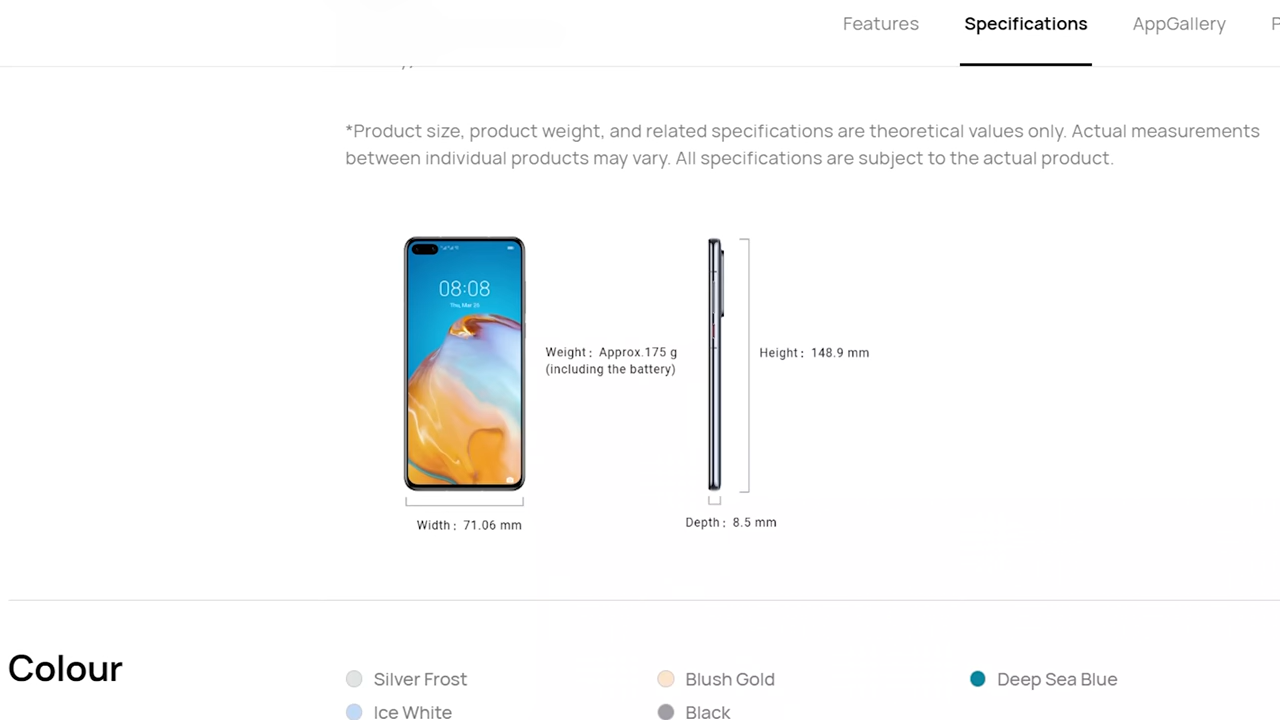 Features Specifications AppGallery
*Product size, product weight, and related specifications are theoretical values only. Actual measurements
between individual products may vary. All specifications are subject to the actual product.
08:08
Thu, Mar 26
Weight: Approx.175 g
(including the battery)
Height: 148.9 mm
Width: 71.06 mm
Depth: 8.5 mm
Colour
Silver Frost
Blush Gold
Deep Sea Blue
Ice White
Black